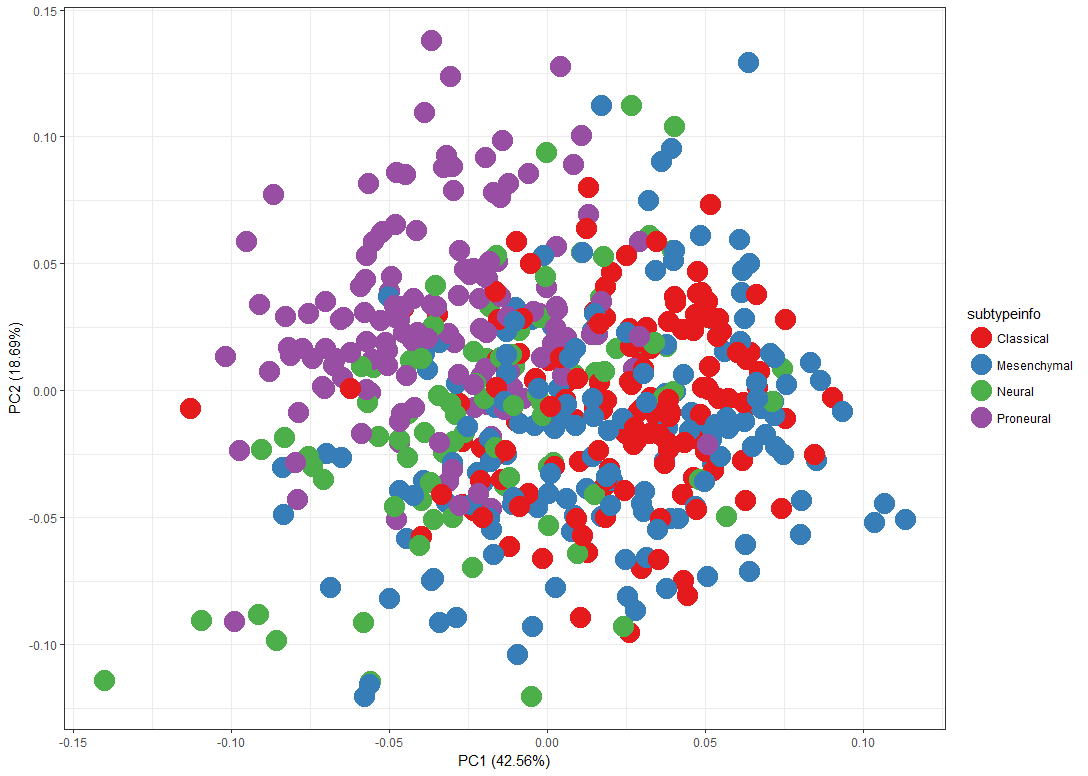 0.15
0.10
0.05
0.00
-0.05
-0.10
PC2 (18.69%)
-0.15
-0.10
-0.05
0.00
0.05
0.10
PC1 (42.56%)
subtypeinfo
Classical
Mesenchymal
Neural
Proneural